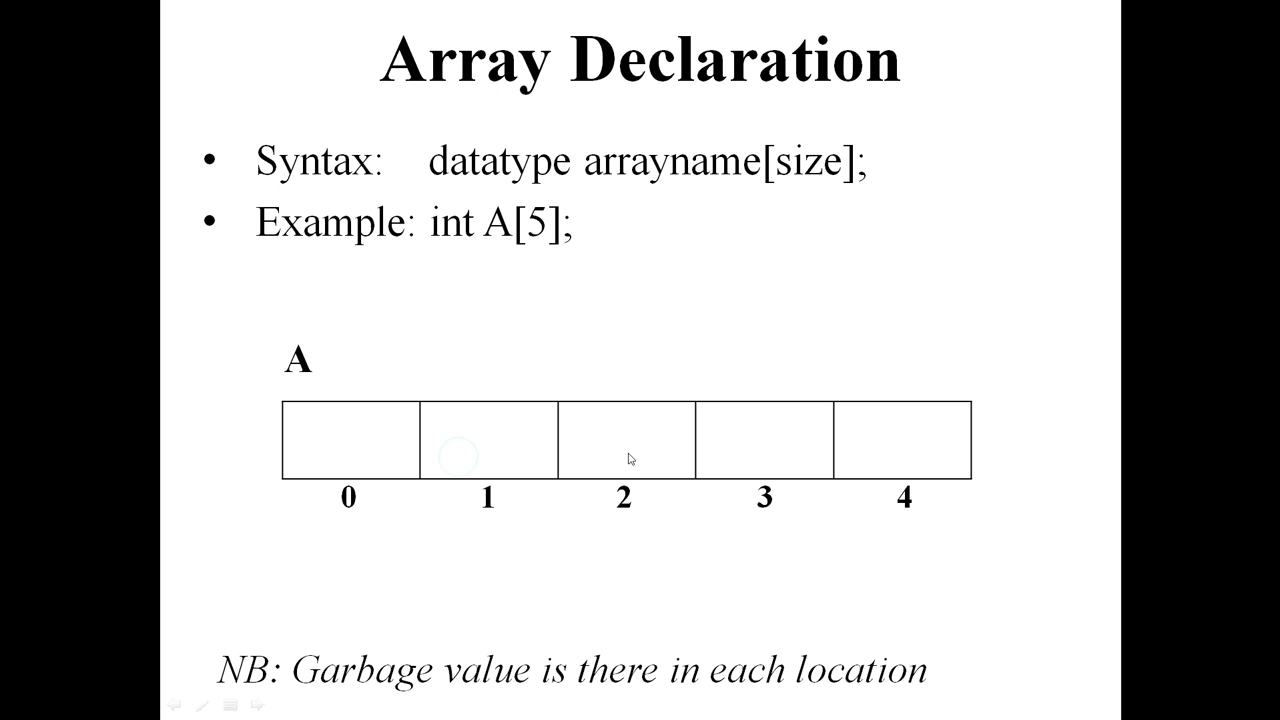 Array Declaration
• Syntax: datatype arrayname[size];
• Example: int A[5];
A
0 1 2 3 4
NB: Garbage value is there in each location